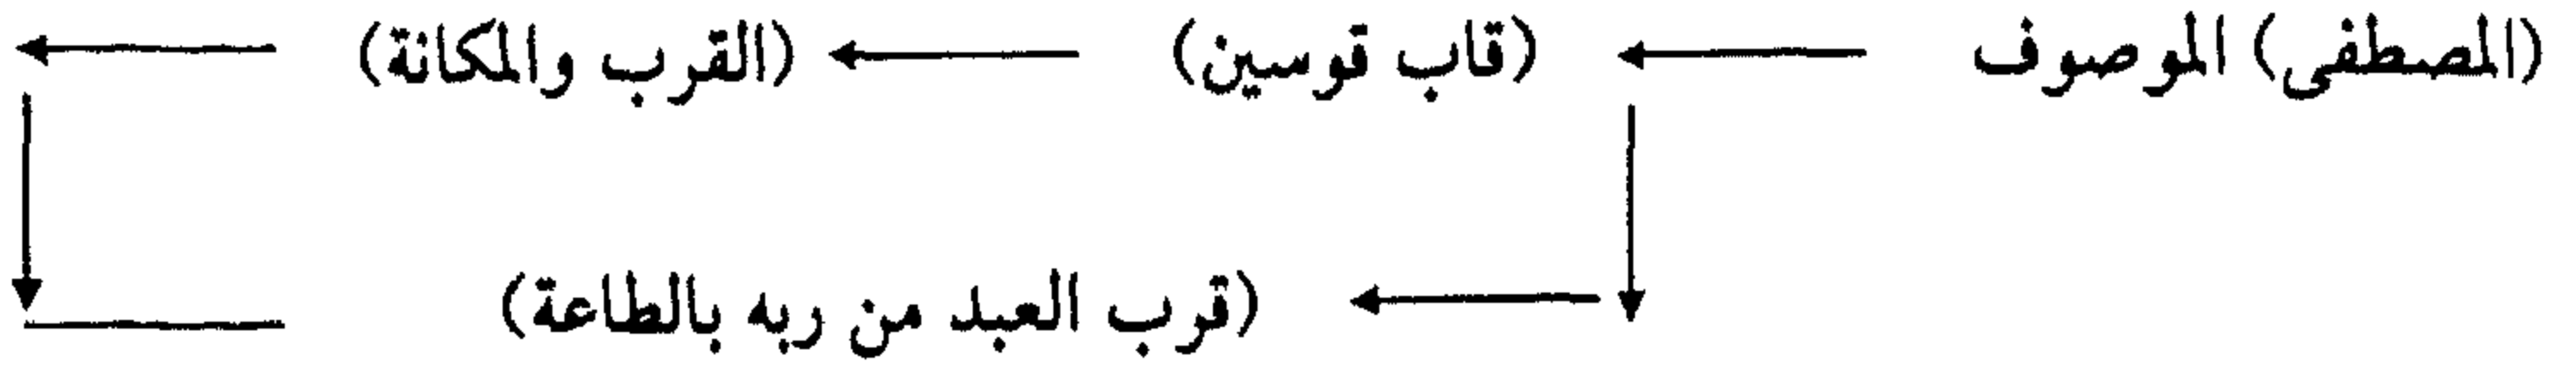 (المصطفى) الموصوف (قاب قوسين) (القرب والمكانة)
(قرب العبد من ربه بالطاعة)